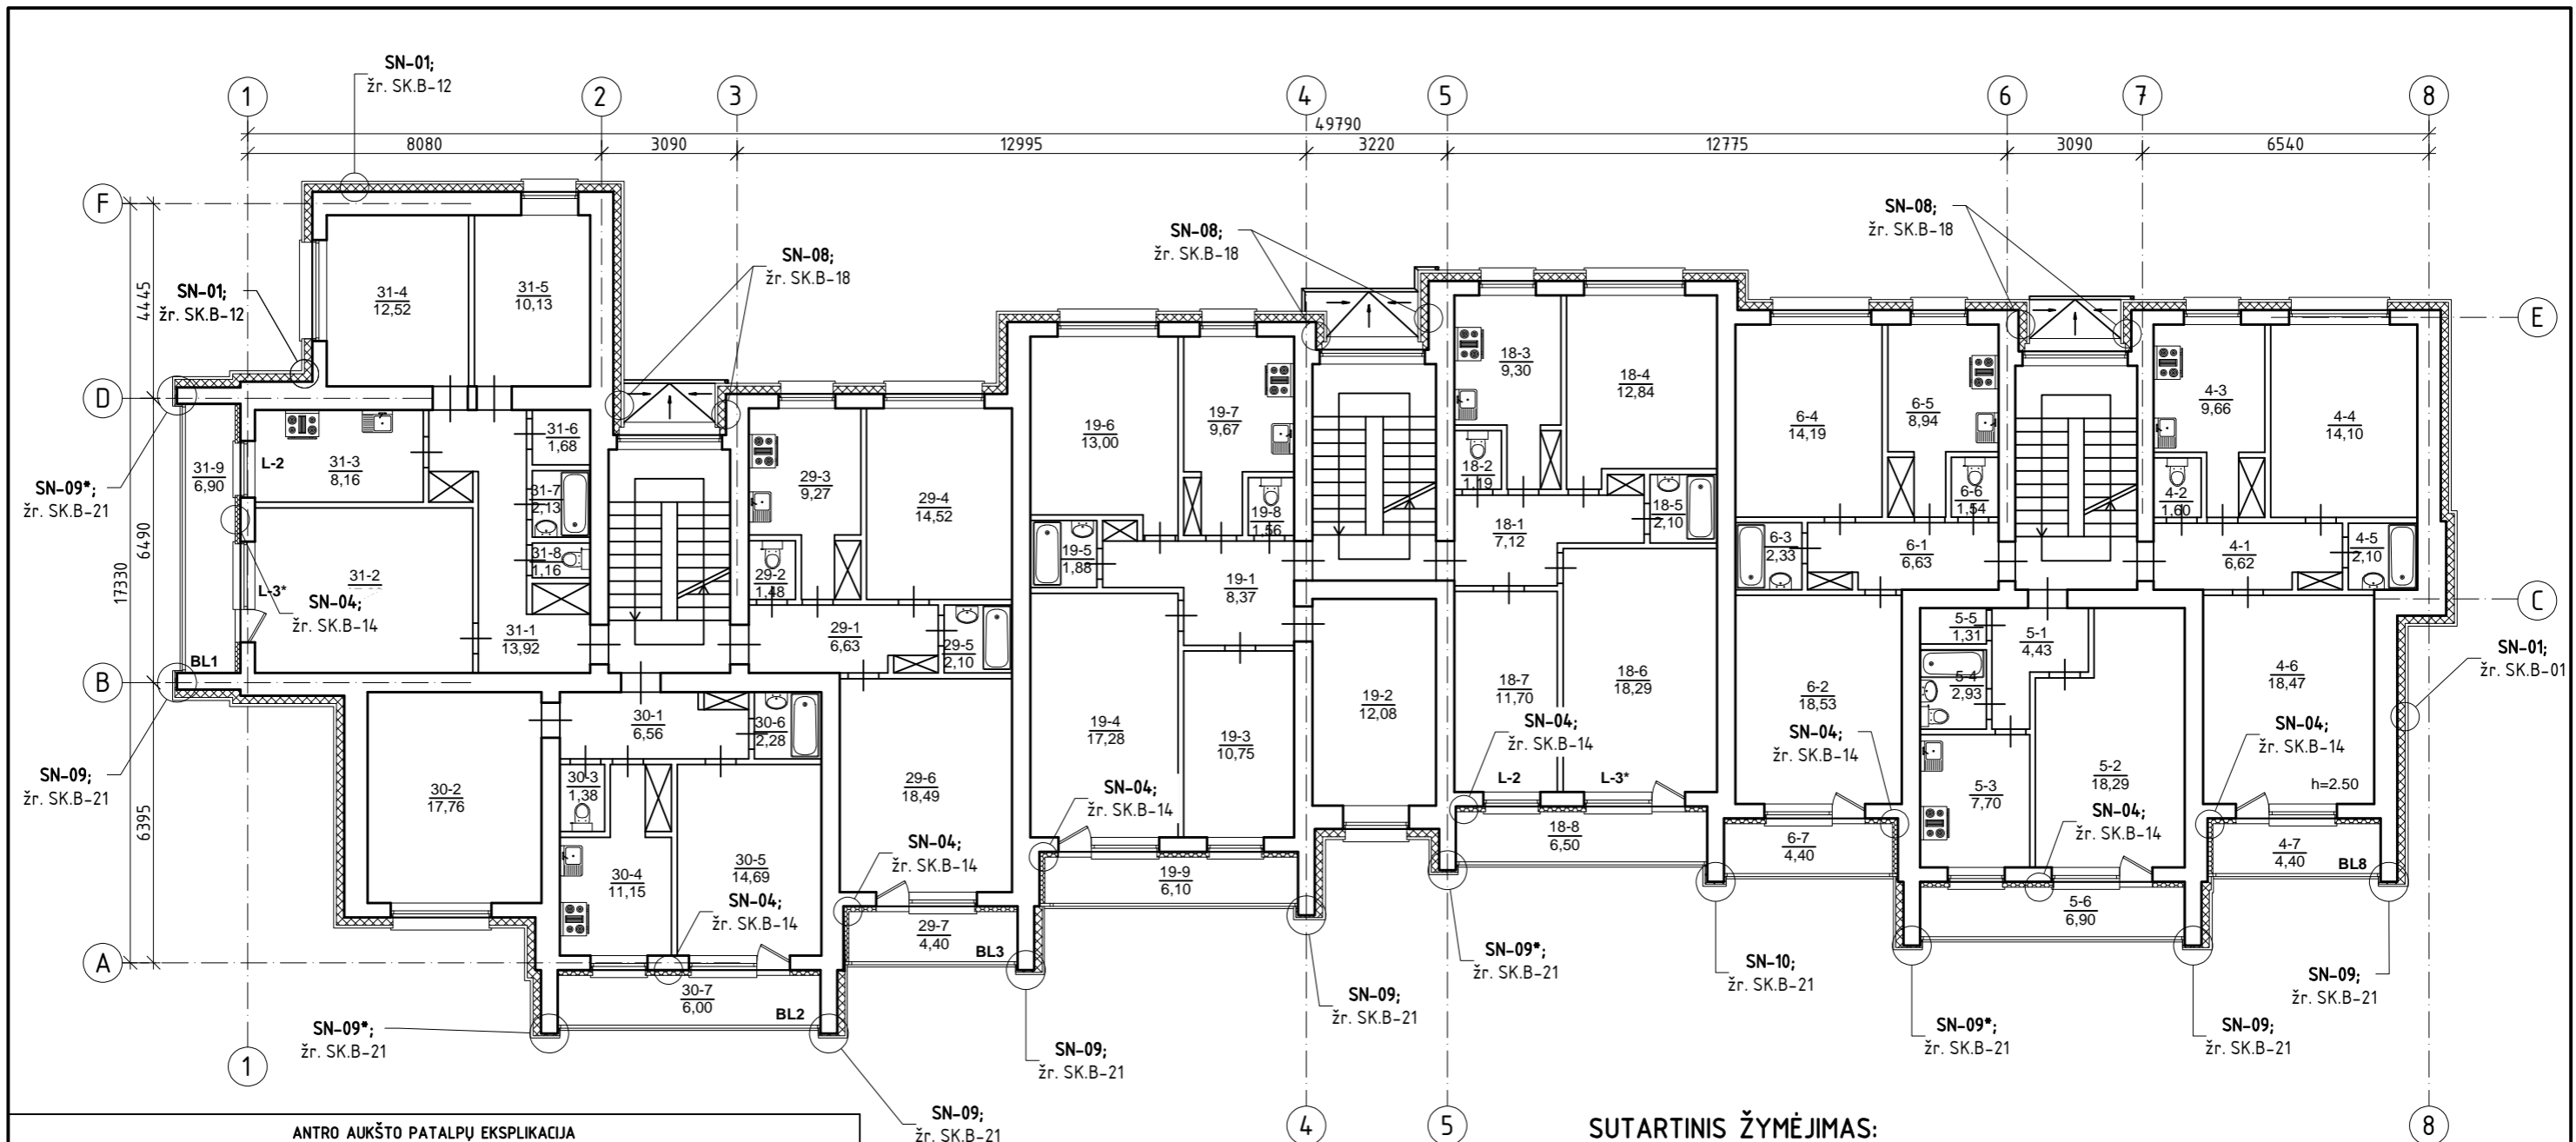 SN-01;
žr. SK.B-12
1
2
3
4
5
6
7
8
49790
8080
3090
12995
3220
12775
3090
6540
F
D
B
A
E
C
4445
6490
6395
17330
SN-01;
žr. SK.B-12
SN-08;
žr. SK.B-18
SN-08;
žr. SK.B-18
SN-08;
žr. SK.B-18
31-4
12,52
31-5
10,13
31-6
1,68
31-9
6,90
L-2
31-3
8,16
31-7
2,13
31-8
1,16
31-2
L-3*
SN-04;
žr. SK.B-14
31-1
13,92
BL1
SN-09*;
žr. SK.B-21
SN-09;
žr. SK.B-21
29-3
9,27
29-4
14,52
29-2
1,48
29-1
6,63
29-5
2,10
29-6
18,49
29-7
4,40
BL3
30-1
6,56
30-6
2,28
30-2
17,76
30-3
1,38
30-4
11,15
30-5
14,69
SN-04;
žr. SK.B-14
30-7
6,00
BL2
SN-04;
žr. SK.B-14
SN-09*;
žr. SK.B-21
SN-09;
žr. SK.B-21
SN-09;
žr. SK.B-21
19-6
13,00
19-7
9,67
19-8
1,56
19-5
1,88
19-1
8,37
19-4
17,28
19-3
10,75
19-2
12,08
SN-04;
žr. SK.B-14
19-9
6,10
SN-09;
žr. SK.B-21
18-3
9,30
18-4
12,84
18-2
1,19
18-1
7,12
18-5
2,10
18-7
11,70
18-6
18,29
SN-04;
žr. SK.B-14
L-2
L-3*
18-8
6,50
SN-09*;
žr. SK.B-21
SN-10;
žr. SK.B-21
6-4
14,19
6-5
8,94
6-6
1,54
6-3
2,33
6-1
6,63
6-2
18,53
SN-04;
žr. SK.B-14
6-7
4,40
5-5
1,31
5-1
4,43
5-4
2,93
5-3
7,70
5-2
18,29
SN-04;
žr. SK.B-14
5-6
6,90
SN-09*;
žr. SK.B-21
SN-09;
žr. SK.B-21
4-3
9,66
4-4
14,10
4-2
1,60
4-1
6,62
4-5
2,10
4-6
18,47
SN-04;
žr. SK.B-14
h=2.50
4-7
4,40
BL8
SN-01;
žr. SK.B-01
SN-09;
žr. SK.B-21
1
4
5
8
ANTRO AUKŠTO PATALPŲ EKSPLIKACIJA
SUTARTINIS ŽYMĖJIMAS: